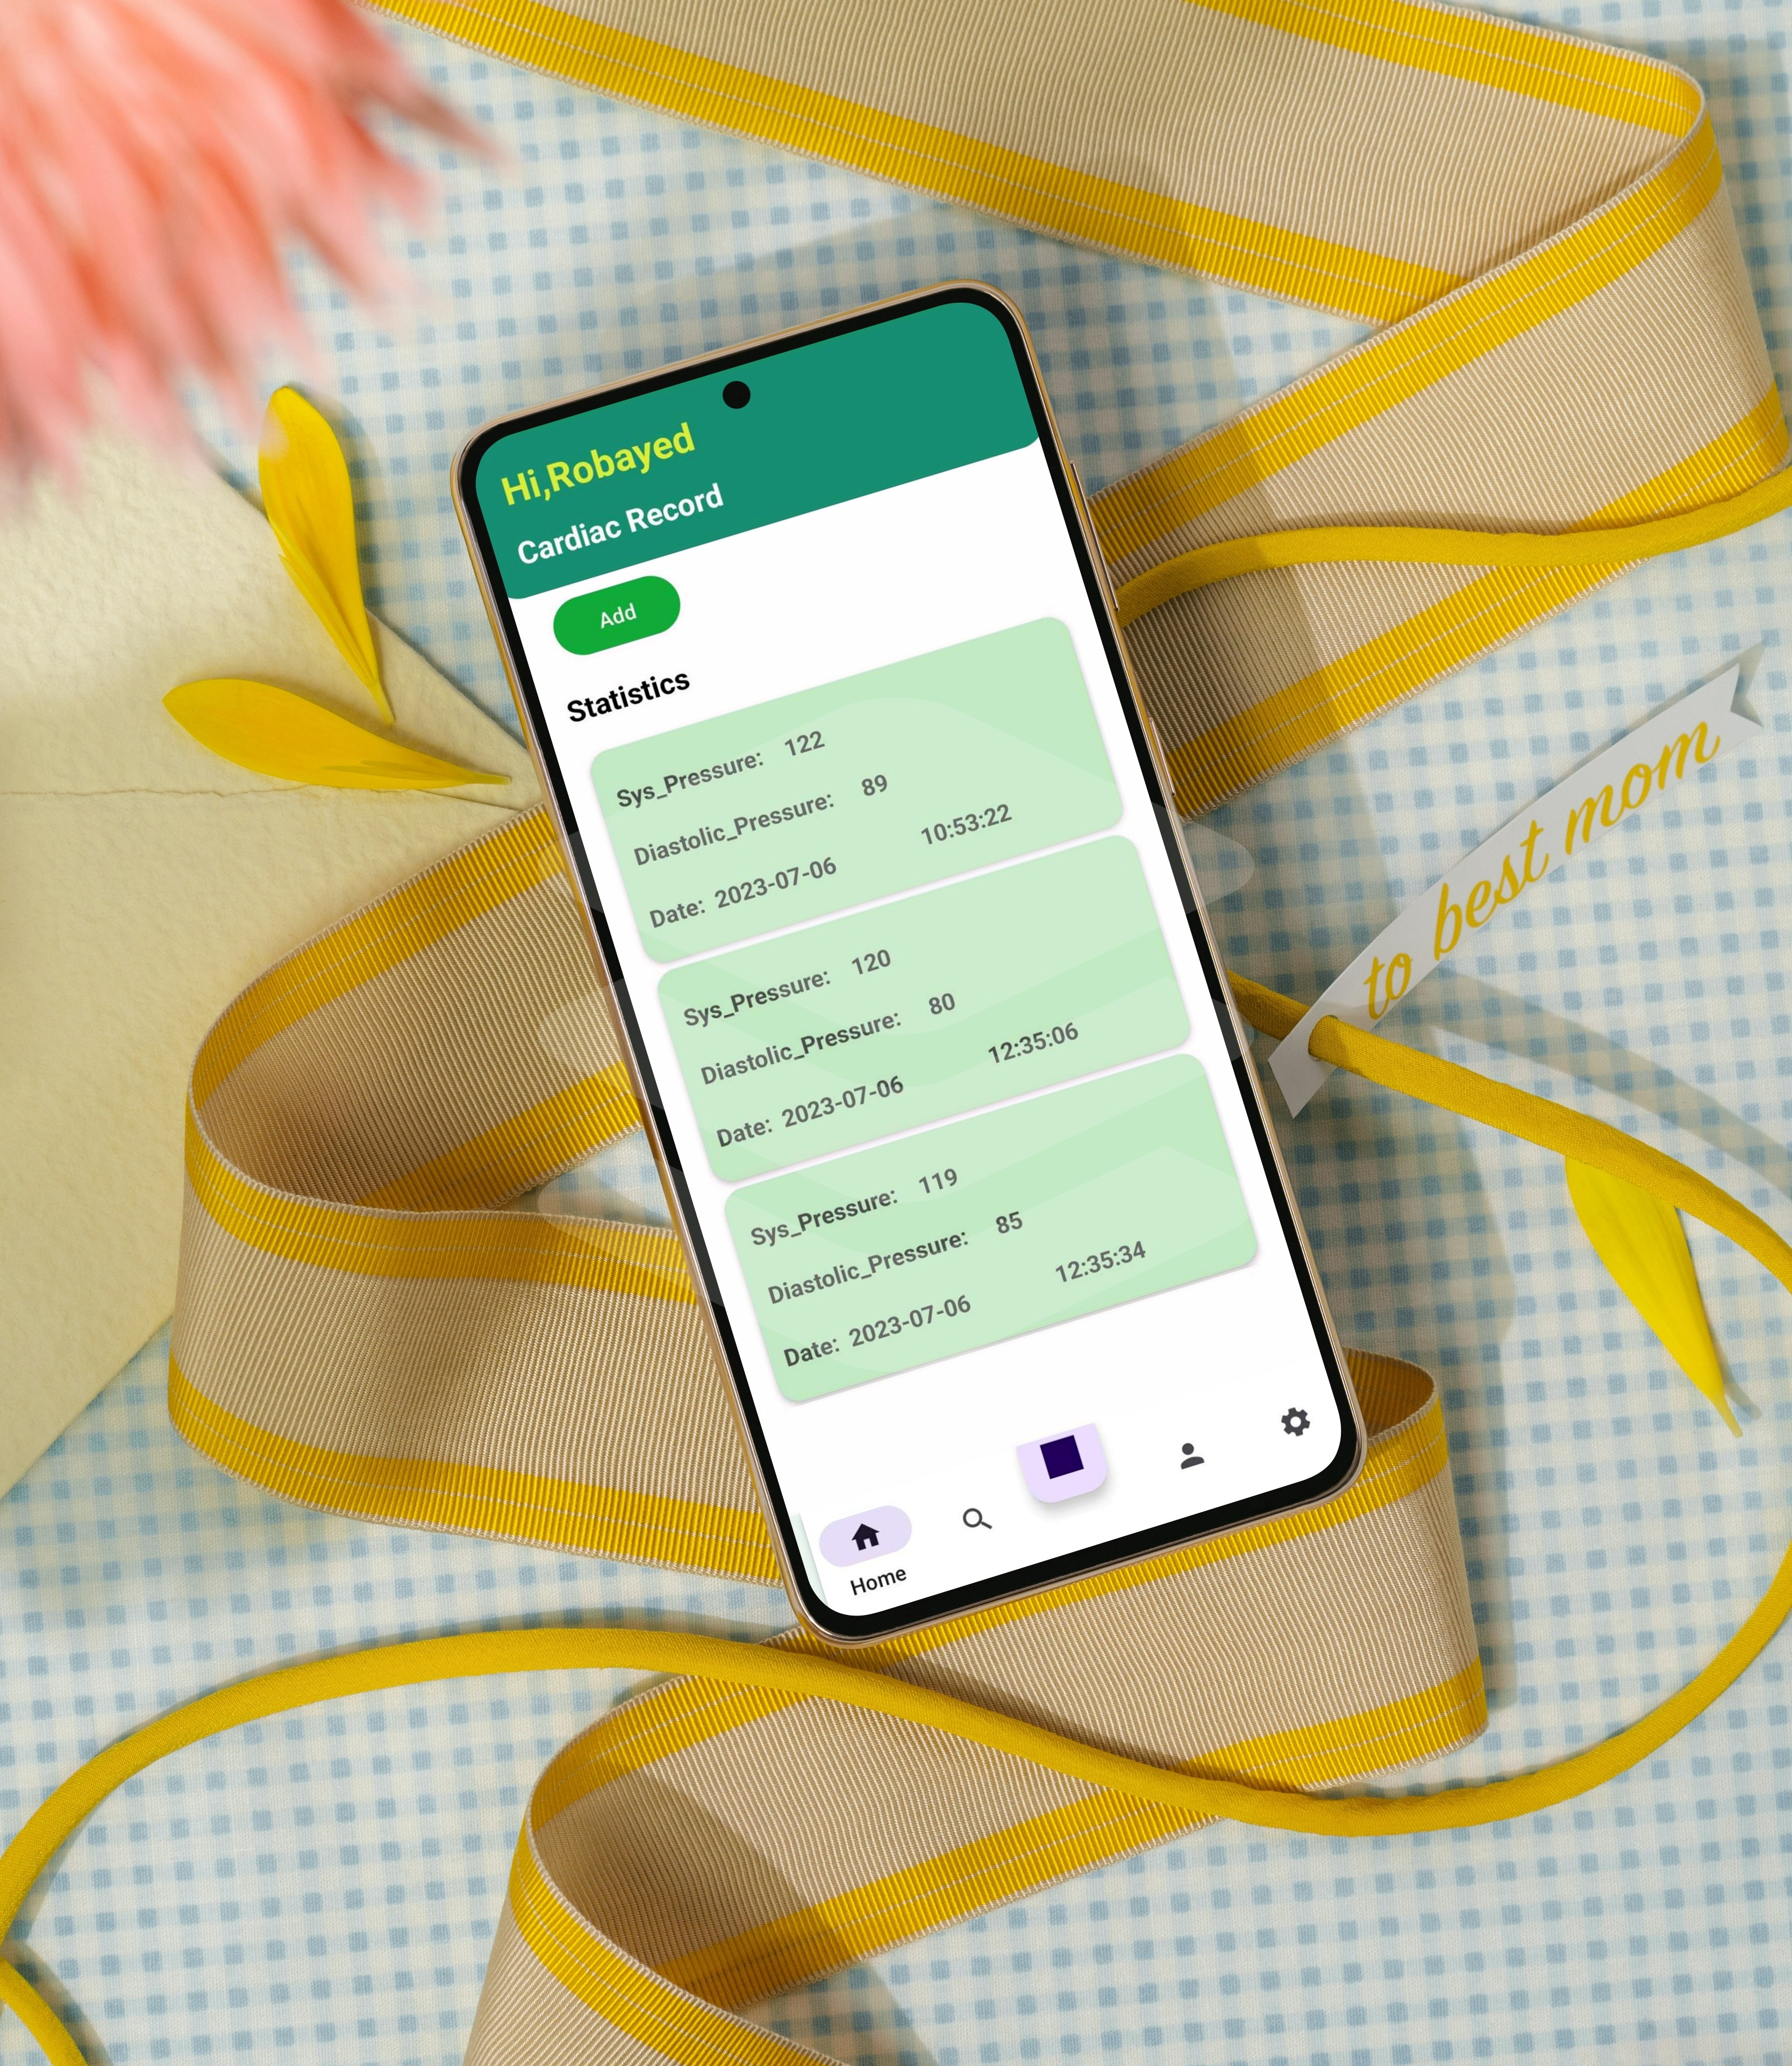 Hi,Robayed
Cardiac Record
Add
Statistics
Sys_Pressure: 122
Diastolic_Pressure: 89
Date: 2023-07-06 10:53:22
Sys_Pressure: 120
Diastolic_Pressure: 80
Date: 2023-07-06 12:35:06
Sys_Pressure: 119
Diastolic_Pressure: 85
Date: 2023-07-06 12:35:34
Home
to best mom